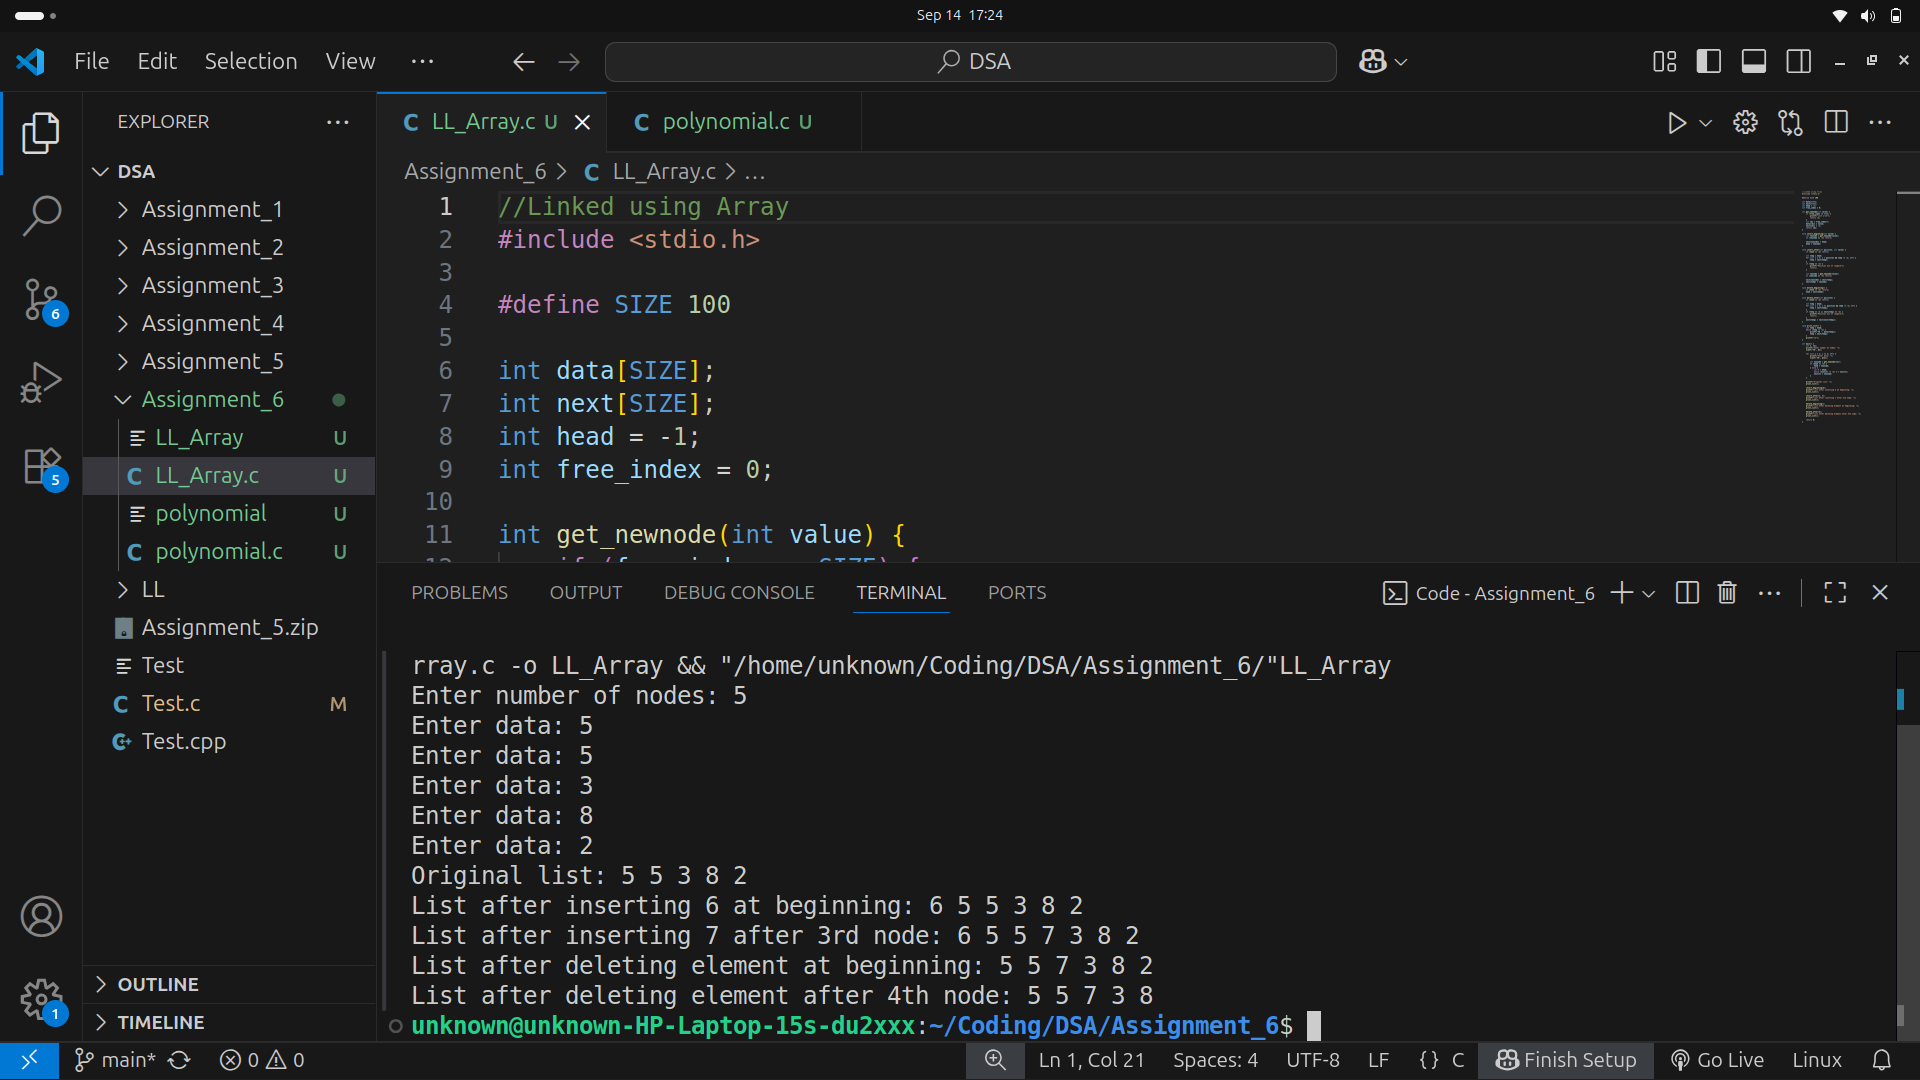 Sep 14 17:24
File Edit Selection View ··· DSA
EXPLORER ···
DSA
Assignment_1
Assignment_2
Assignment_3
Assignment_4
Assignment_5
Assignment_6
LL_Array U
LL_Array.c U
polynomial U
polynomial.c U
LL
Assignment_5.zip
Test
Test.c M
Test.cpp
OUTLINE
TIMELINE
6
5
1
LL_Array.c U polynomial.c U
Assignment_6 > C LL_Array.c > ...
1 //Linked using Array
2 #include <stdio.h>
3
4 #define SIZE 100
5
6 int data[SIZE];
7 int next[SIZE];
8 int head = -1;
9 int free_index = 0;
10
11 int get_newnode(int value) {
PROBLEMS OUTPUT DEBUG CONSOLE TERMINAL PORTS Code - Assignment_6
rray.c -o LL_Array && "/home/unknown/Coding/DSA/Assignment_6/"LL_Array
Enter number of nodes: 5
Enter data: 5
Enter data: 5
Enter data: 3
Enter data: 8
Enter data: 2
Original list: 5 5 3 8 2
List after inserting 6 at beginning: 6 5 5 3 8 2
List after inserting 7 after 3rd node: 6 5 5 7 3 8 2
List after deleting element at beginning: 5 5 7 3 8 2
List after deleting element after 4th node: 5 5 7 3 8
unknown@unknown-HP-Laptop-15s-du2xxx:~/Coding/DSA/Assignment_6$
main* 0 0 Ln 1, Col 21 Spaces: 4 UTF-8 LF {} C Finish Setup Go Live Linux